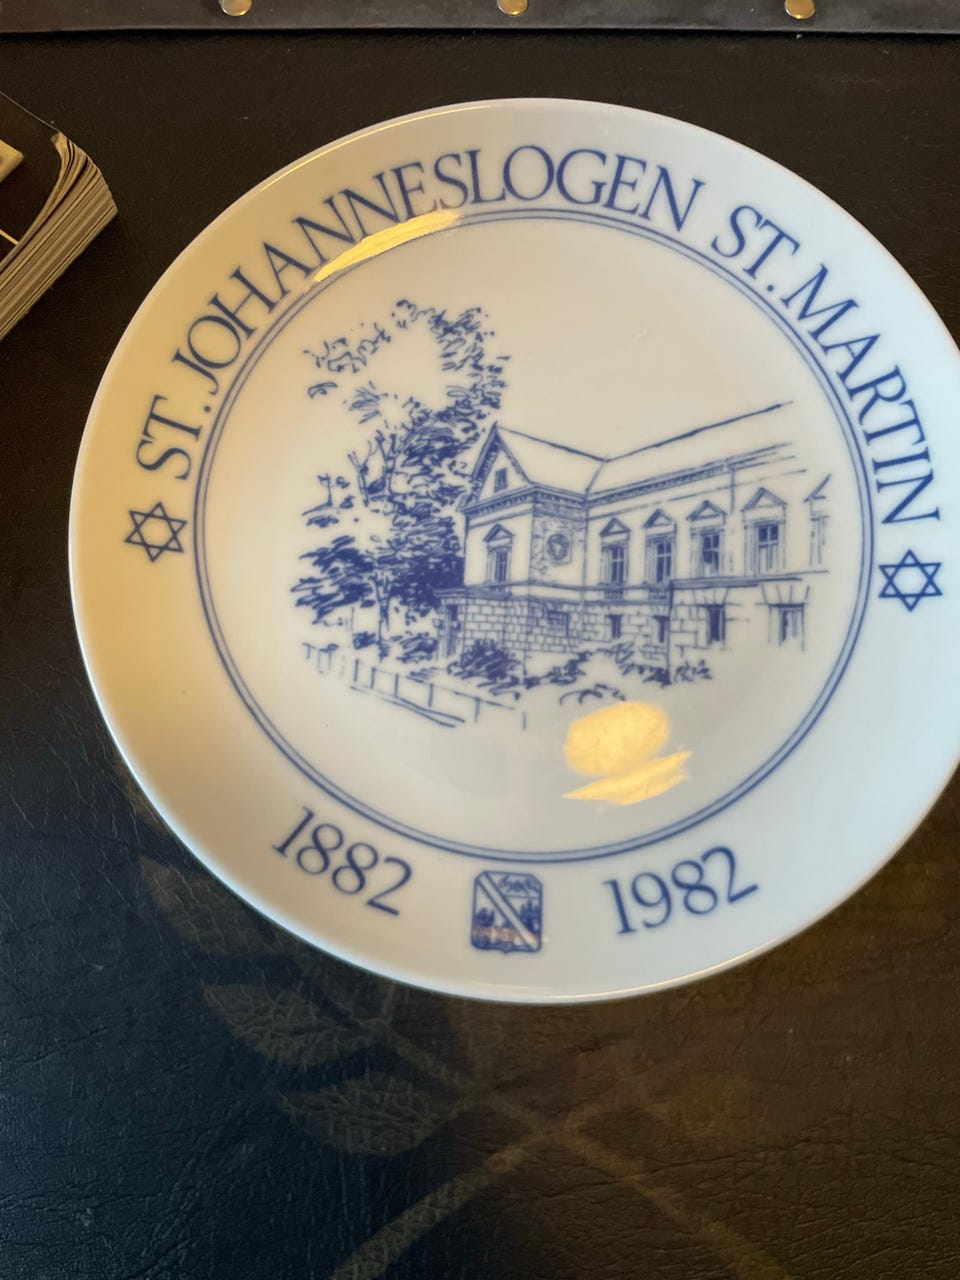 ST. JOHANNESLOGEN ST. MARTIN
1882 1982